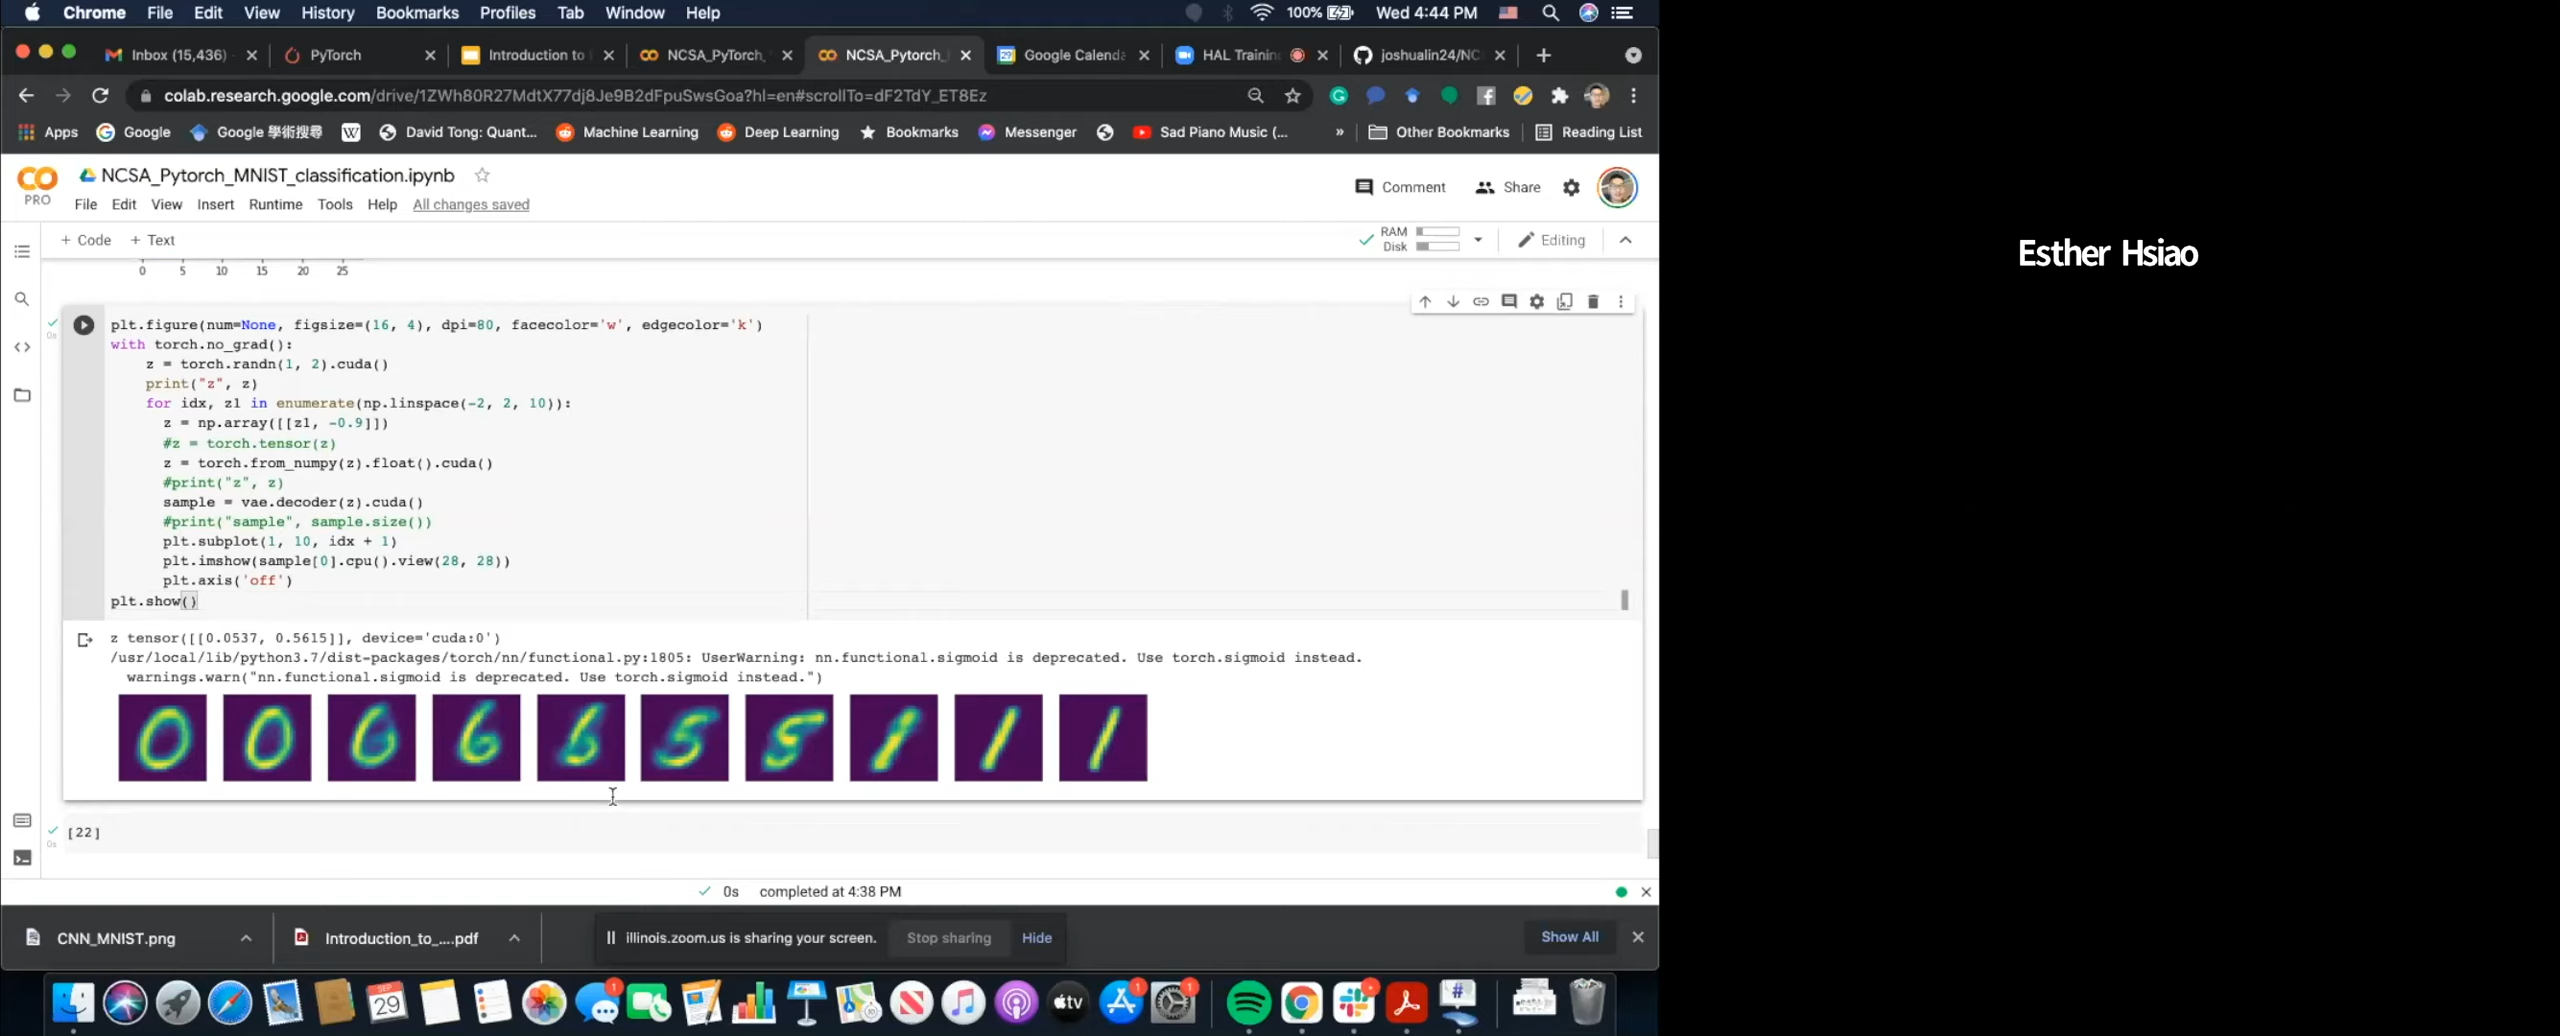 Chrome File Edit View History Bookmarks Profiles Tab Window Help 100% Wed 4:44 PM
Inbox (15,436) PyTorch Introduction to NCSA_PyTorch_ NCSA_Pytorch_ Google Calenda HAL Training joshualin24/NC
colab.research.google.com/drive/1ZWh80R27MdtX77dj8Je9B2dFpuSwsGoa?hl=en#scrollTo=dF2TdY_ET8Ez
Apps Google Google 學術搜尋 David Tong: Quant... Machine Learning Deep Learning Bookmarks Messenger Sad Piano Music (... » Other Bookmarks Reading List
NCSA_Pytorch_MNIST_classification.ipynb
Comment Share
PRO
File Edit View Insert Runtime Tools Help All changes saved
+ Code + Text RAM Disk Editing
0 5 10 15 20 25
plt.figure(num=None, figsize=(16, 4), dpi=80, facecolor='w', edgecolor='k')
with torch.no_grad():
z = torch.randn(1, 2).cuda()
print("z", z)
for idx, z1 in enumerate(np.linspace(-2, 2, 10)):
z = np.array([[z1, -0.9]])
#z = torch.tensor(z)
z = torch.from_numpy(z).float().cuda()
#print("z", z)
sample = vae.decoder(z).cuda()
#print("sample", sample.size())
plt.subplot(1, 10, idx + 1)
plt.imshow(sample[0].cpu().view(28, 28))
plt.axis('off')
plt.show()
z tensor([[0.0537, 0.5615]], device='cuda:0')
/usr/local/lib/python3.7/dist-packages/torch/nn/functional.py:1805: UserWarning: nn.functional.sigmoid is deprecated. Use torch.sigmoid instead.
warnings.warn("nn.functional.sigmoid is deprecated. Use torch.sigmoid instead.")
[22]
0s completed at 4:38 PM
CNN_MNIST.png Introduction_to_....pdf illinois.zoom.us is sharing your screen. Stop sharing Hide Show All
SEP 29 tv
Esther Hsiao